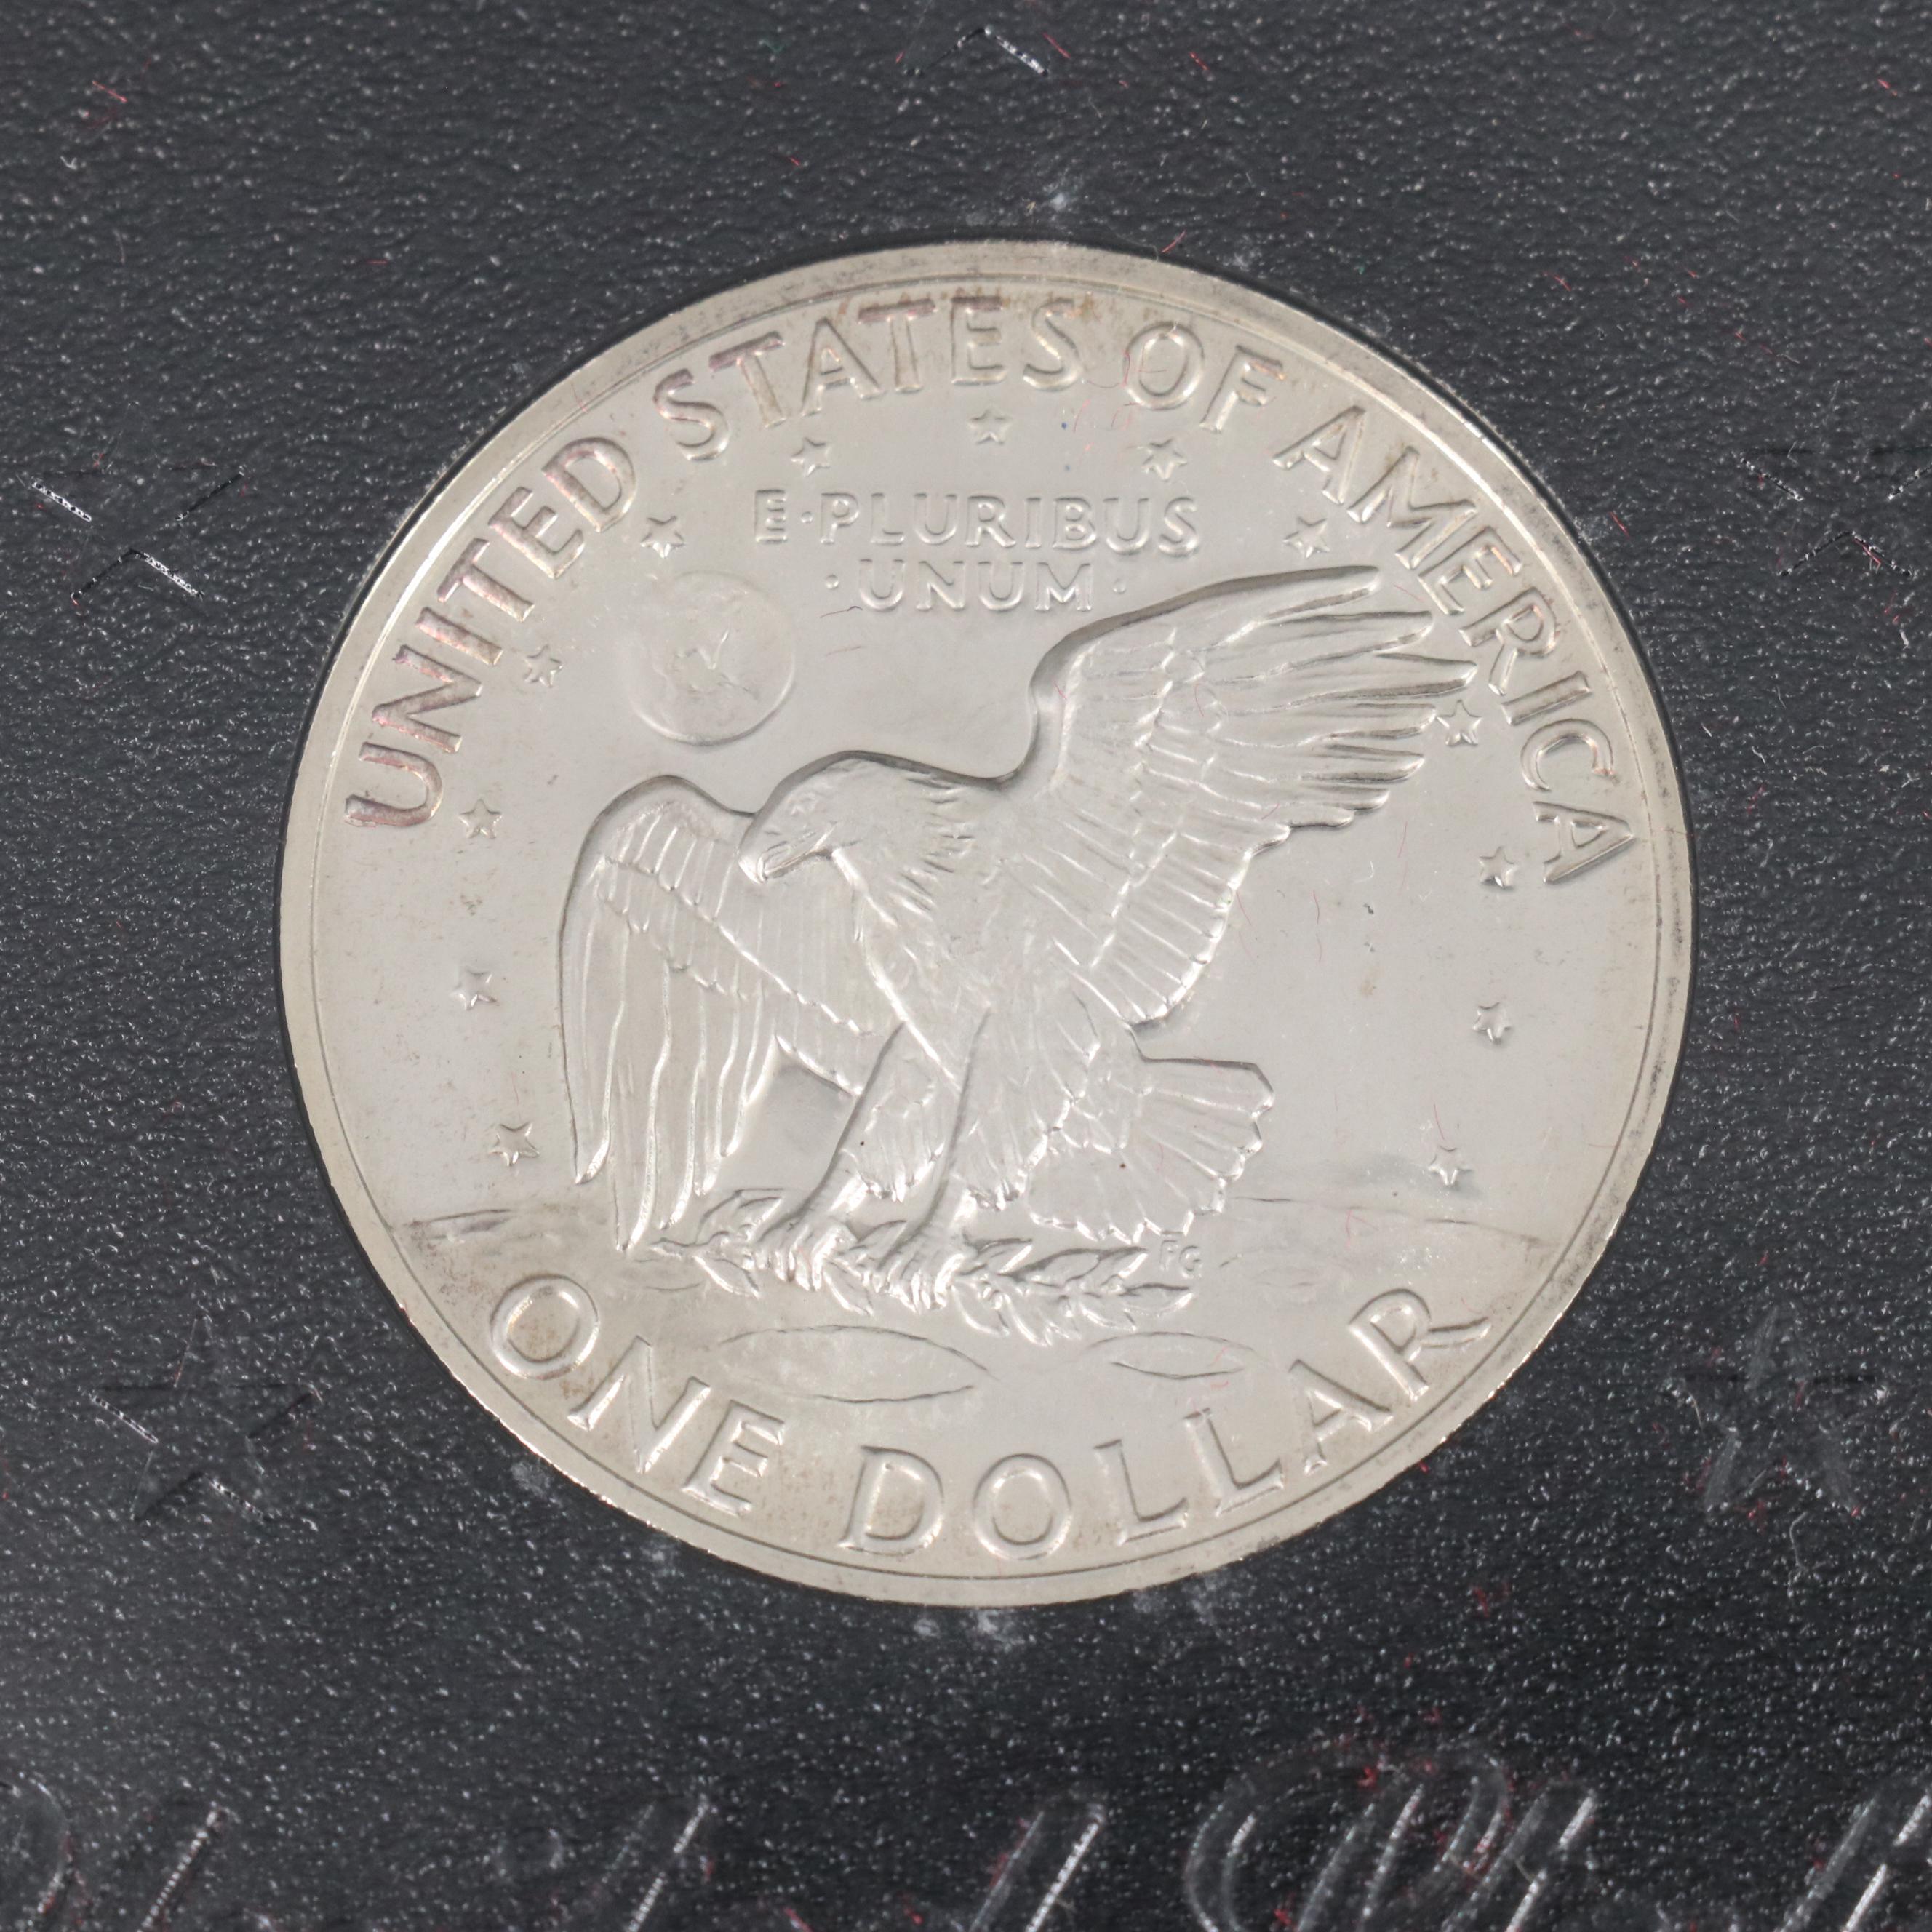 UNITED STATES OF AMERICA
E·PLURIBUS
·UNUM·
FG
ONE DOLLAR